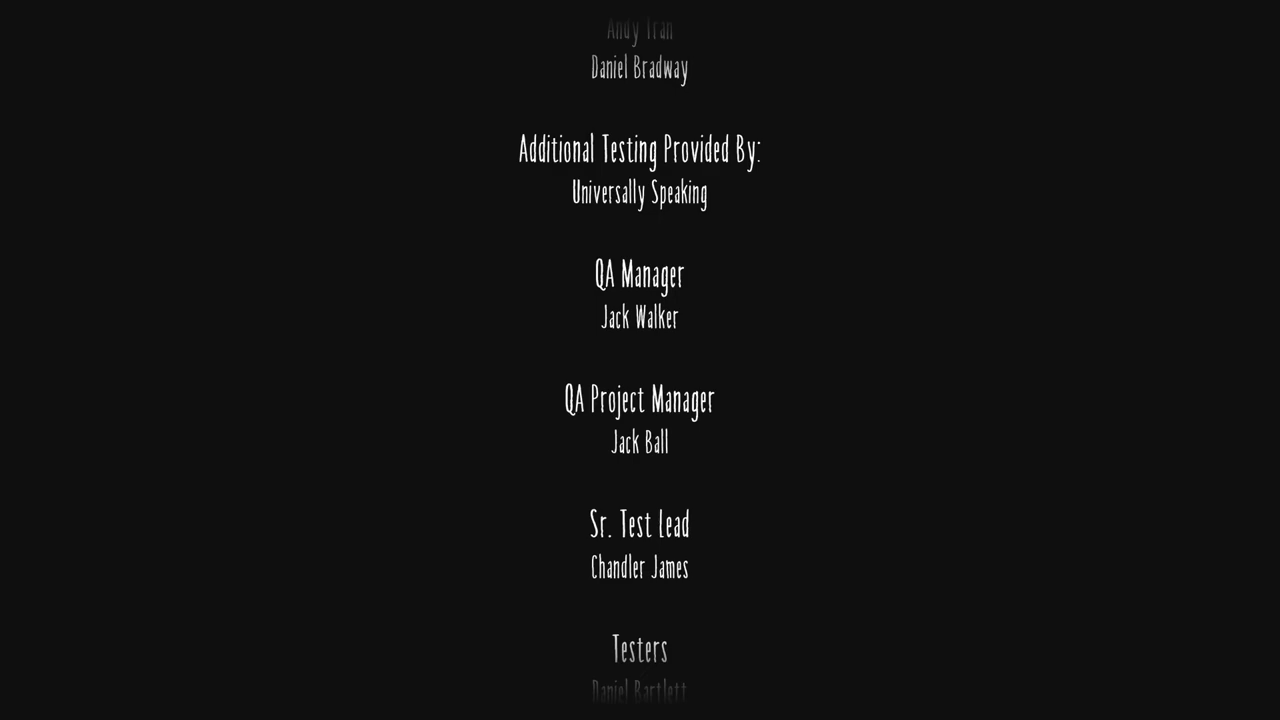 Andy Tran
Daniel Bradway
Additional Testing Provided By:
Universally Speaking
QA Manager
Jack Walker
QA Project Manager
Jack Ball
Sr. Test Lead
Chandler James
Testers
Daniel Bartlett